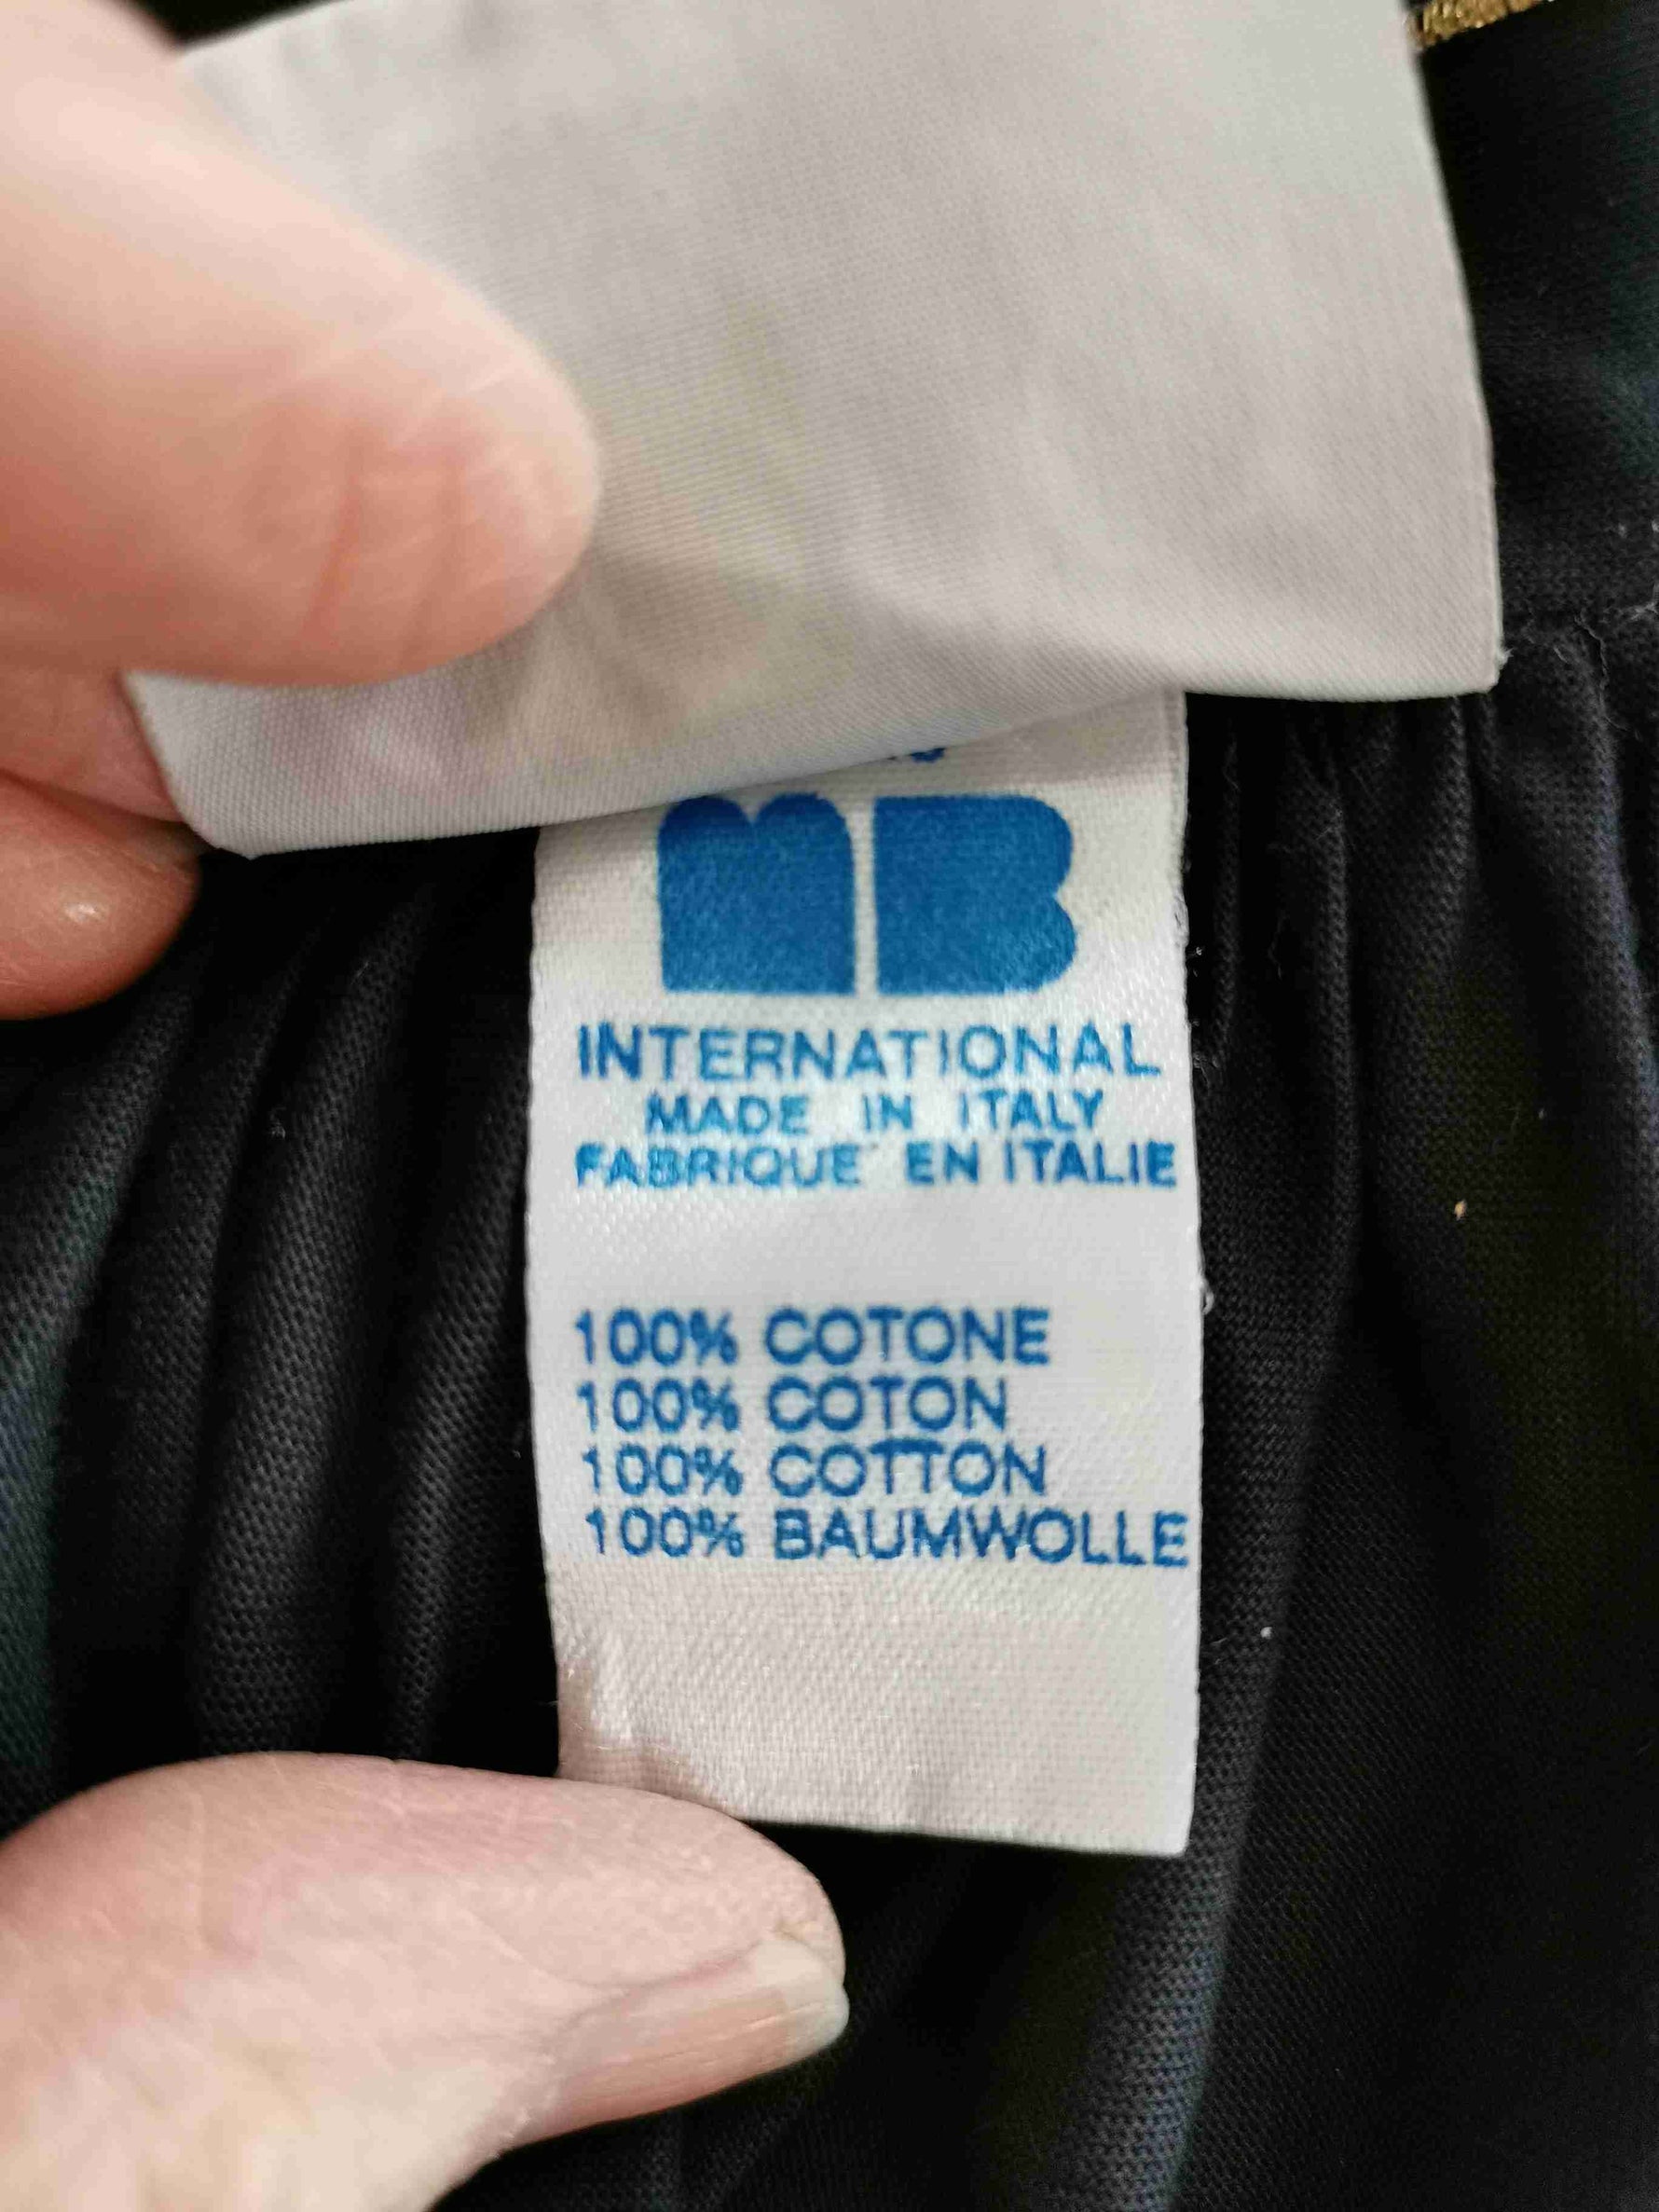 MB
INTERNATIONAL
MADE IN ITALY
FABRIQUE' EN ITALIE
100% COTONE
100% COTON
100% COTTON
100% BAUMWOLLE